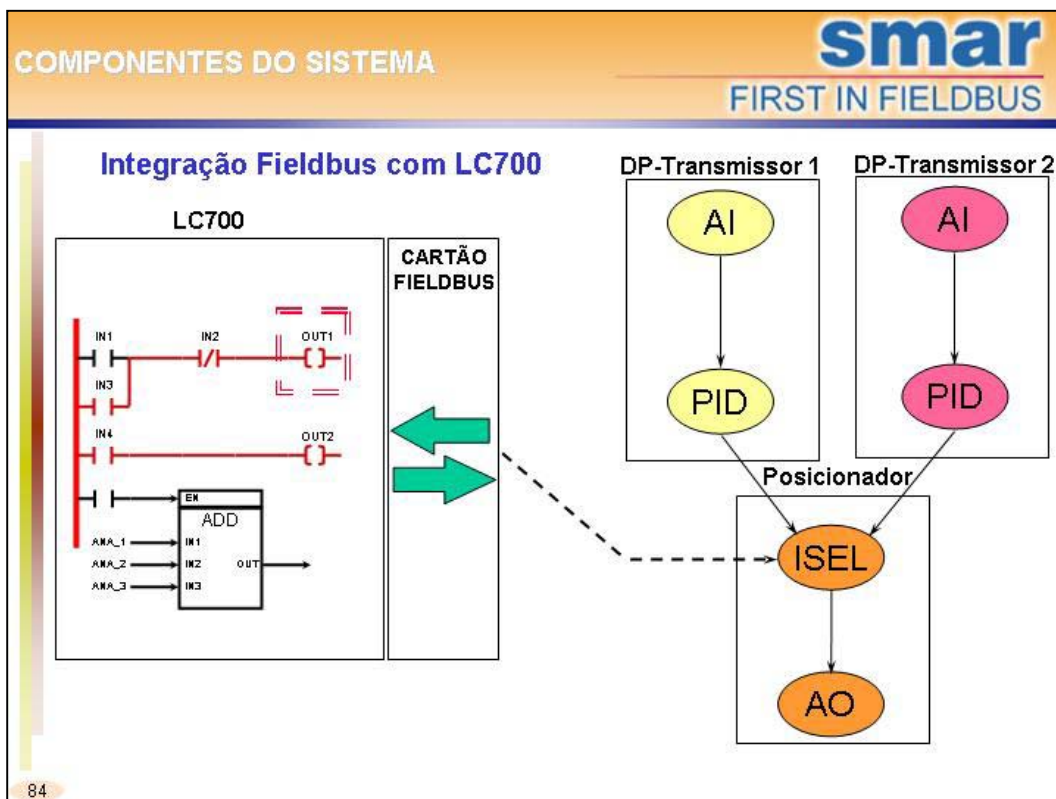 COMPONENTES DO SISTEMA
smar
FIRST IN FIELDBUS
Integração Fieldbus com LC700
DP-Transmissor 1
DP-Transmissor 2
LC700
CARTÃO
FIELDBUS
AI
AI
IN1
IN2
OUT1
IN3
PID
PID
IN4
OUT2
Posicionador
EN
ADD
ANA_1
IN1
ANA_2
IN2
OUT
ANA_3
IN3
ISEL
AO
84